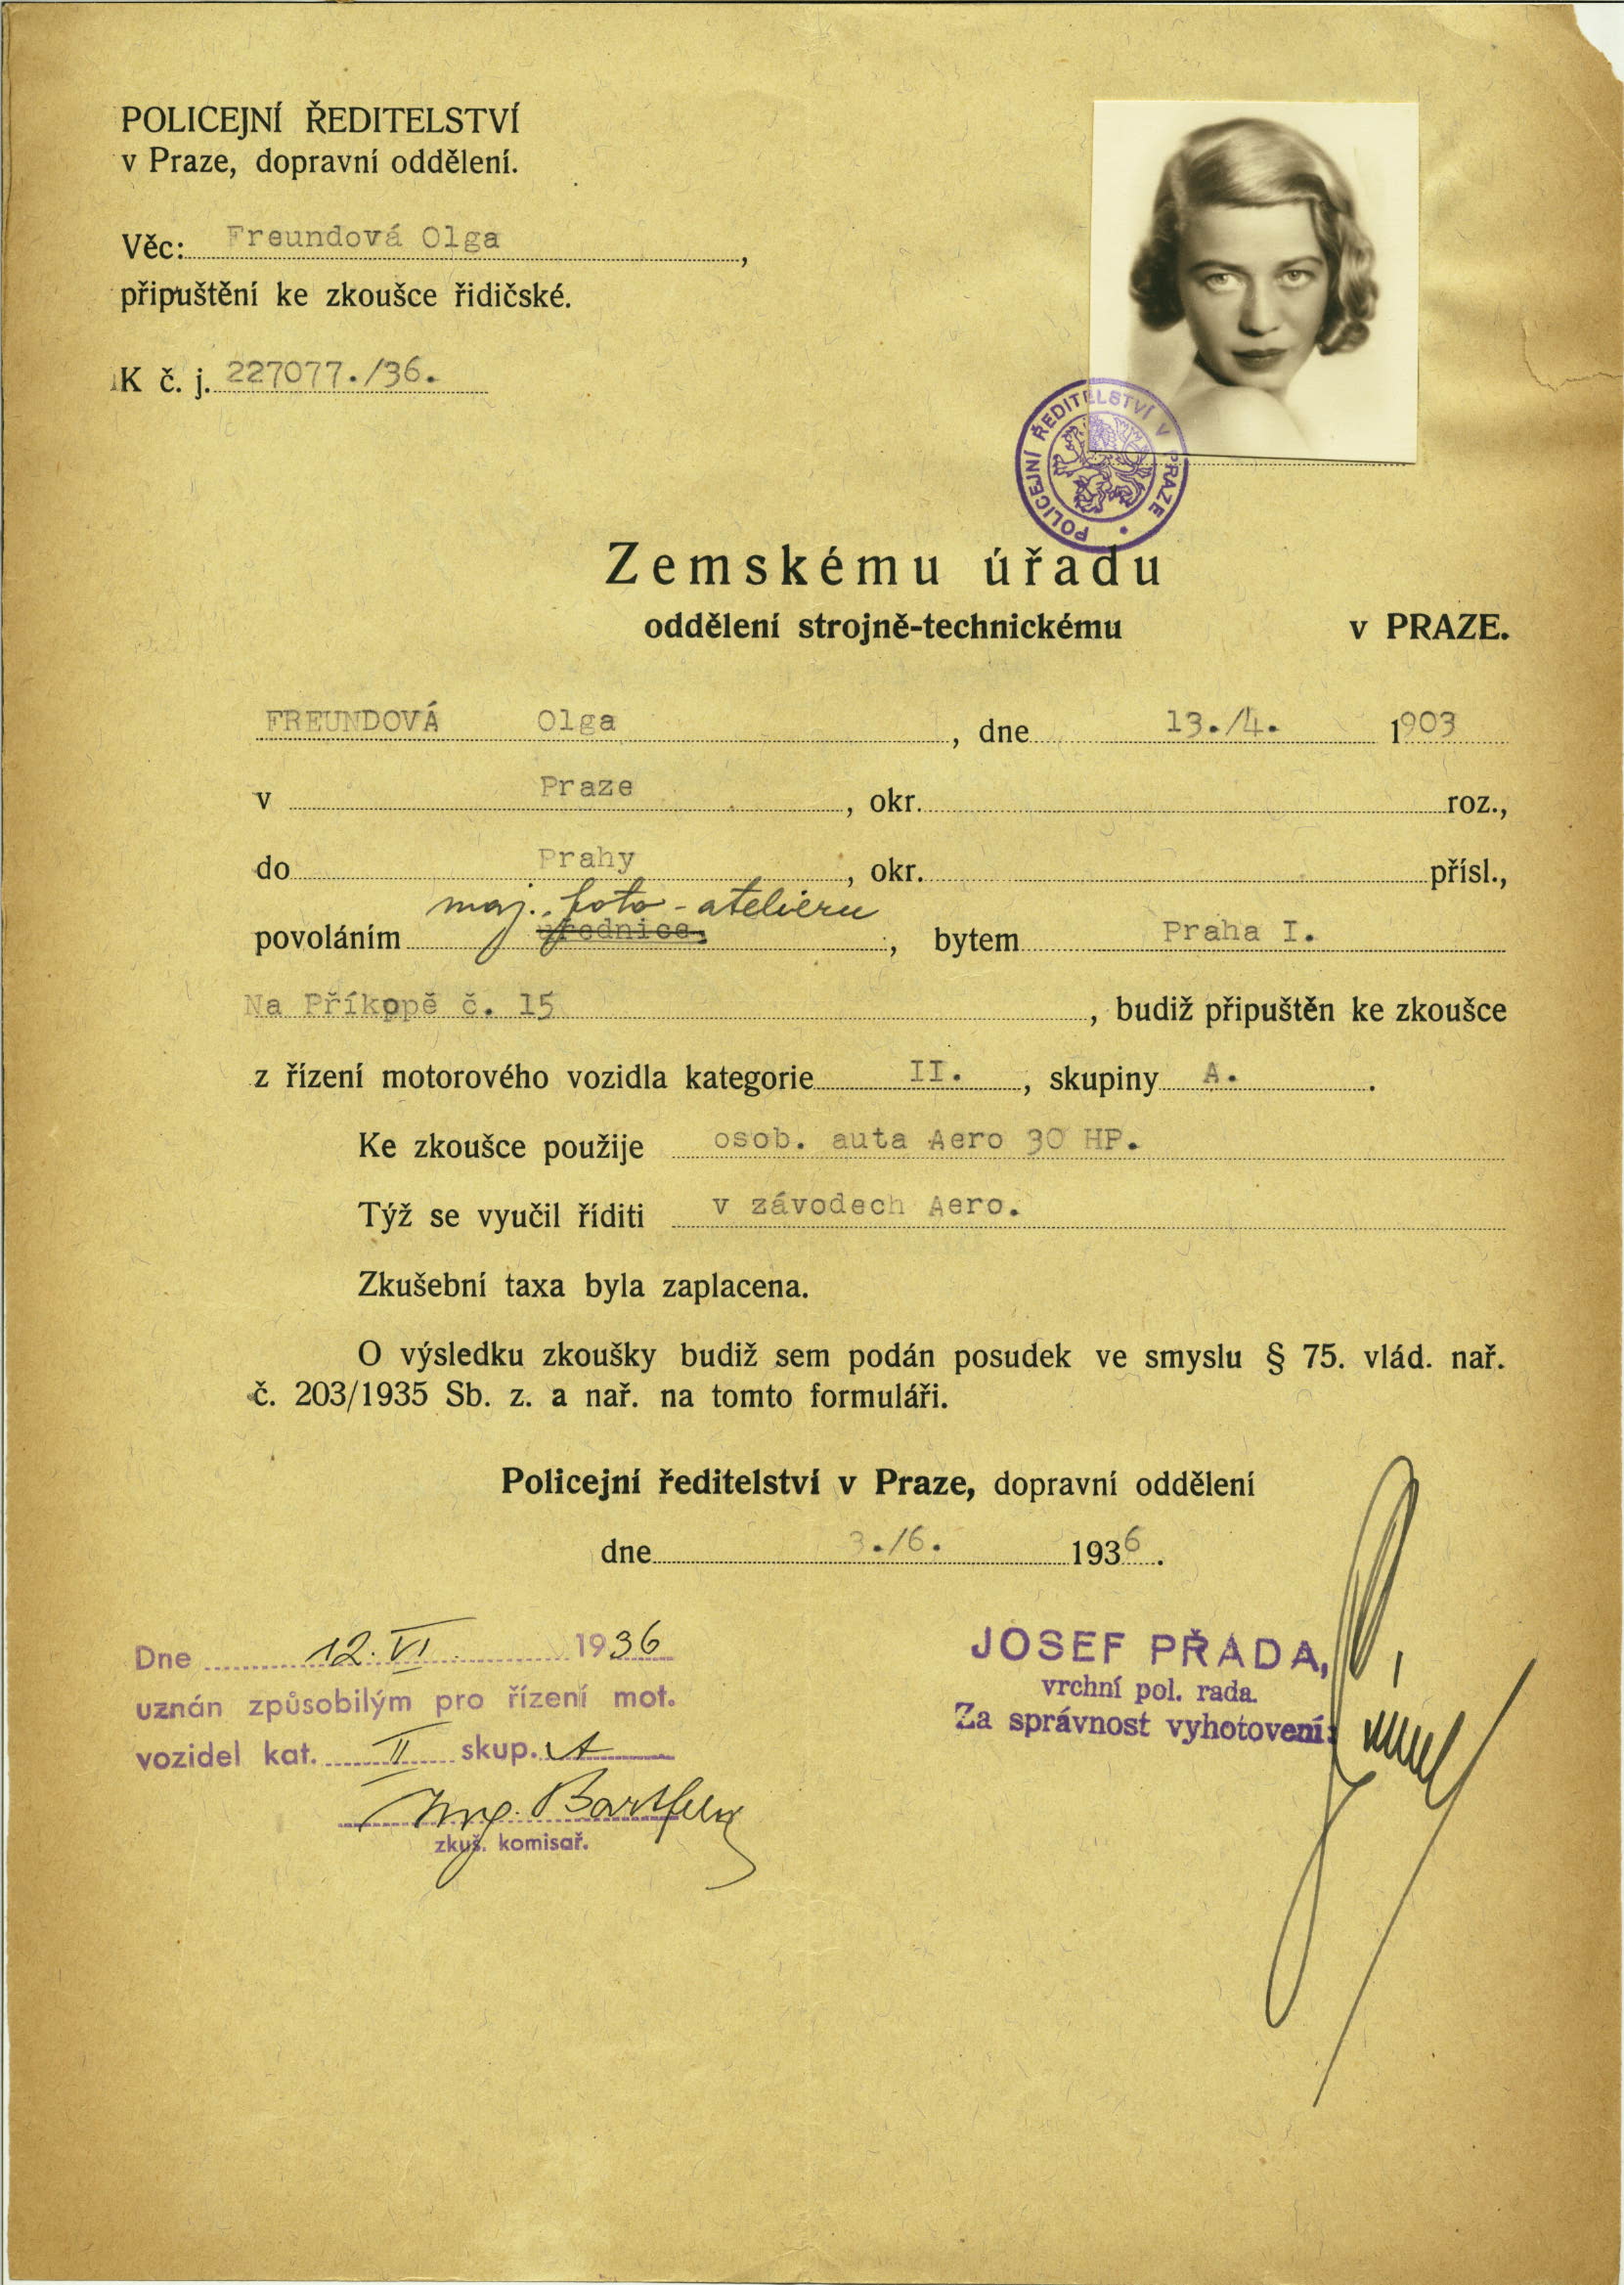 POLICEJNÍ ŘEDITELSTVÍ
v Praze, dopravní oddělení.
Věc: Freundová Olga,
připuštění ke zkoušce řidičské.
K č. j. 227077./36.
POLICEJNÍ ŘEDITELSTVÍ V PRAZE
Zemskému úřadu
oddělení strojně-technickému v PRAZE.
FREUNDOVÁ Olga, dne 13./4. 1903
v Praze, okr. roz.,
do Prahy, okr. přísl.,
maj. foto-atelieru
povoláním úřednice, bytem Praha I.
Na Příkopě č. 15, budiž připuštěn ke zkoušce
z řízení motorového vozidla kategorie II., skupiny A.
Ke zkoušce použije osob. auta Aero 30 HP.
Týž se vyučil říditi v závodech Aero.
Zkušební taxa byla zaplacena.
O výsledku zkoušky budiž sem podán posudek ve smyslu § 75. vlád. nař.
č. 203/1935 Sb. z. a nař. na tomto formuláři.
Policejní ředitelství v Praze, dopravní oddělení
dne 3./6. 1936.
Dne 12. VI. 1936
uznán způsobilým pro řízení mot.
vozidel kat. II skup. A
Ing.
zkuš. komisař.
JOSEF PŘADA,
vrchní pol. rada.
Za správnost vyhotovení: